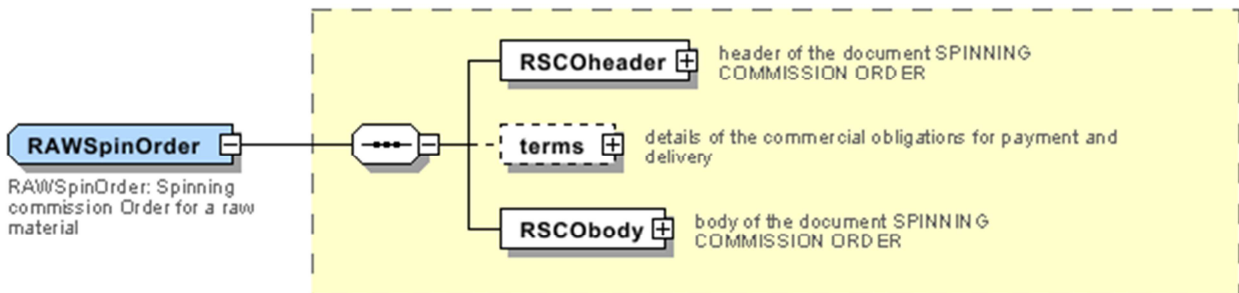 RSCOheader
header of the document SPINNING
COMMISSION ORDER
RAWSpinOrder
RAWSpinOrder: Spinning
commission Order for a raw
material
terms
details of the commercial obligations for payment and
delivery
RSCObody
body of the document SPINNING
COMMISSION ORDER